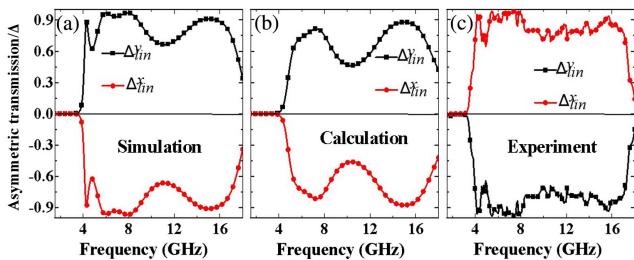 Asymmetric transmission/Δ
0.9
0.6
0.3
0.0
-0.3
-0.6
-0.9
(a)
Δ^y_lin
Δ^x_lin
Simulation
4 8 12 16
Frequency (GHz)
(b)
Δ^y_lin
Δ^x_lin
Calculation
4 8 12 16
Frequency (GHz)
(c)
Δ^x_lin
Δ^y_lin
Experiment
4 8 12 16
Frequency (GHz)